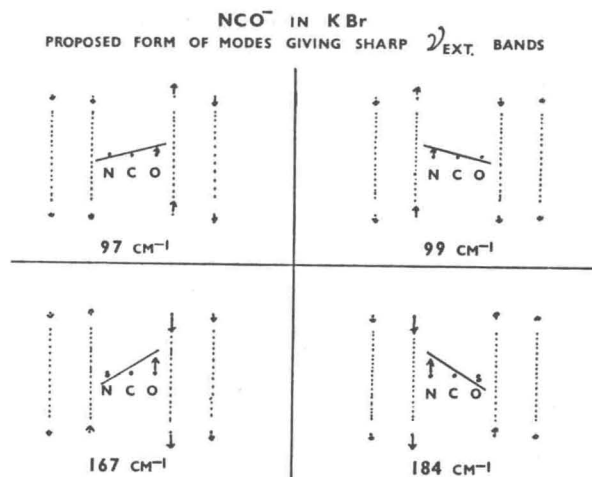 NCO⁻ IN KBr
PROPOSED FORM OF MODES GIVING SHARP 𝜈EXT. BANDS
N C O
97 CM⁻¹
N C O
99 CM⁻¹
s
N C O
167 CM⁻¹
s
N C O
184 CM⁻¹